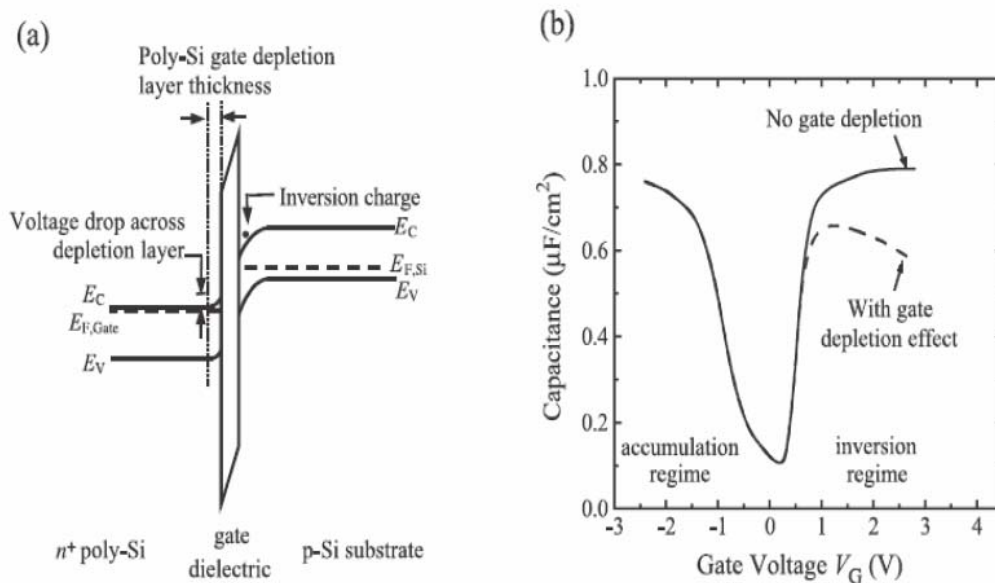 (a)
Poly-Si gate depletion
layer thickness
Inversion charge
Voltage drop across
depletion layer
E_C
E_F,Si
E_V
E_C
E_F,Gate
E_V
n⁺ poly-Si
gate
dielectric
p-Si substrate
(b)
1.0
0.8
0.6
0.4
0.2
0.0
Capacitance (μF/cm²)
No gate depletion
With gate
depletion effect
accumulation
regime
inversion
regime
-3 -2 -1 0 1 2 3 4
Gate Voltage V_G (V)